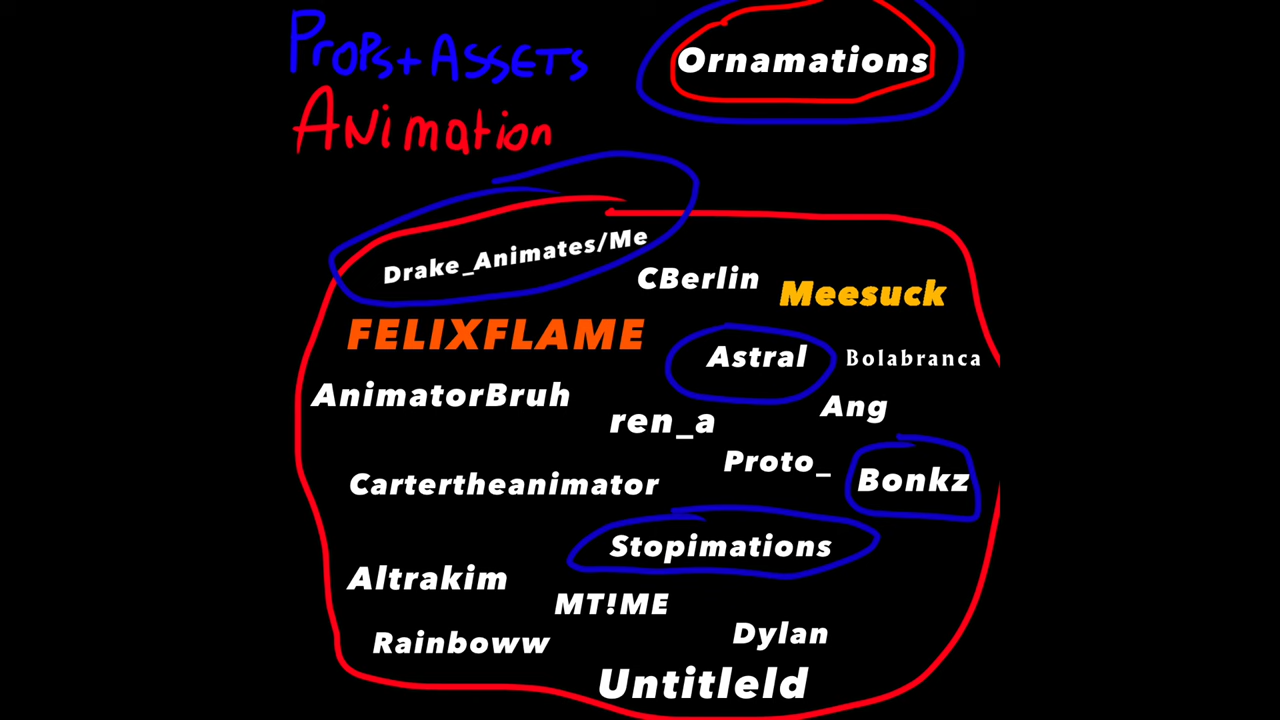 PROPS+ASSETS
Ornamations
ANimation
Drake_Animates/Me
CBerlin
Meesuck
FELIXFLAME
Astral
Bolabranca
AnimatorBruh
Ang
ren_a
Proto_
Bonkz
Cartertheanimator
Stopimations
Altrakim
MT!ME
Dylan
Rainboww
Untitleld